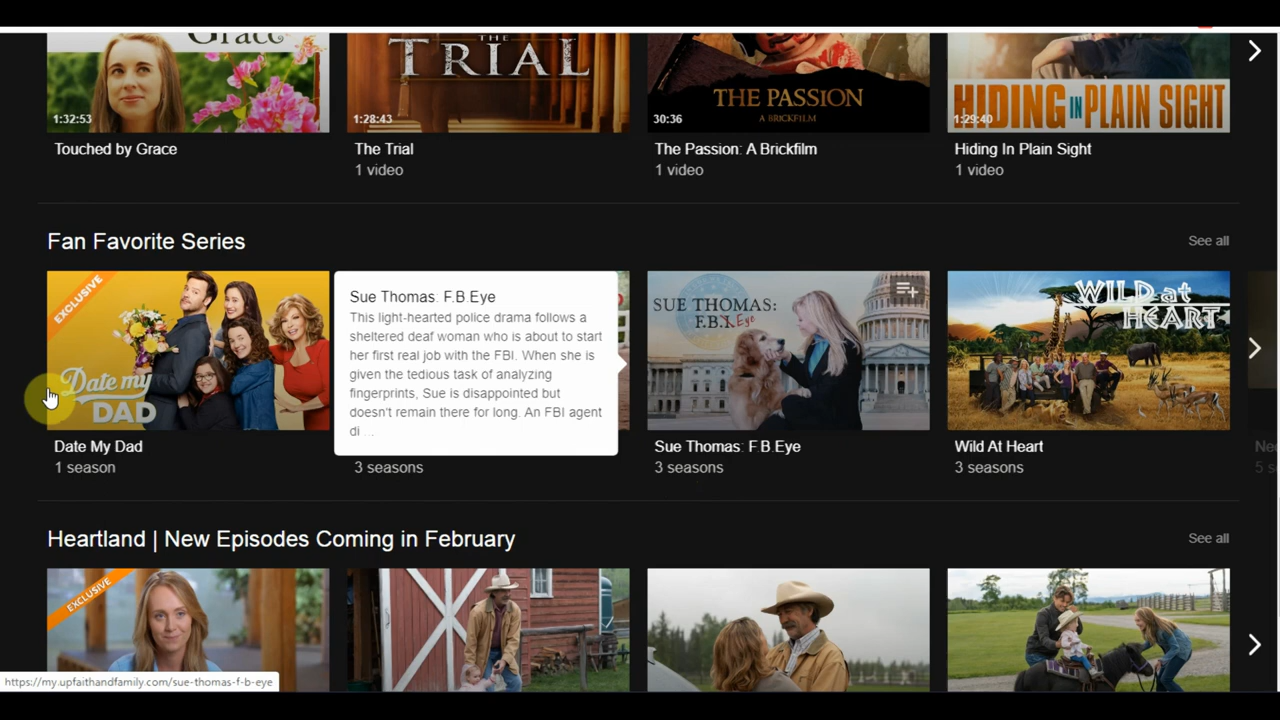 Grace
THE
TRIAL
THE PASSION
A BRICKFILM
HIDING IN PLAIN SIGHT
1:32:53
1:28:43
30:36
1:29:40
Touched by Grace
The Trial
The Passion: A Brickfilm
Hiding In Plain Sight
1 video
1 video
1 video
Fan Favorite Series
See all
EXCLUSIVE
Date my
DAD
Sue Thomas: F.B.Eye
This light-hearted police drama follows a
sheltered deaf woman who is about to start
her first real job with the FBI. When she is
given the tedious task of analyzing
fingerprints, Sue is disappointed but
doesn't remain there for long. An FBI agent
di ...
SUE THOMAS:
F.B.I.Eye
WILD at
HEART
Date My Dad
Sue Thomas: F.B.Eye
Wild At Heart
1 season
3 seasons
3 seasons
3 seasons
5 s
Heartland | New Episodes Coming in February
See all
EXCLUSIVE
https://my.upfaithandfamily.com/sue-thomas-f-b-eye